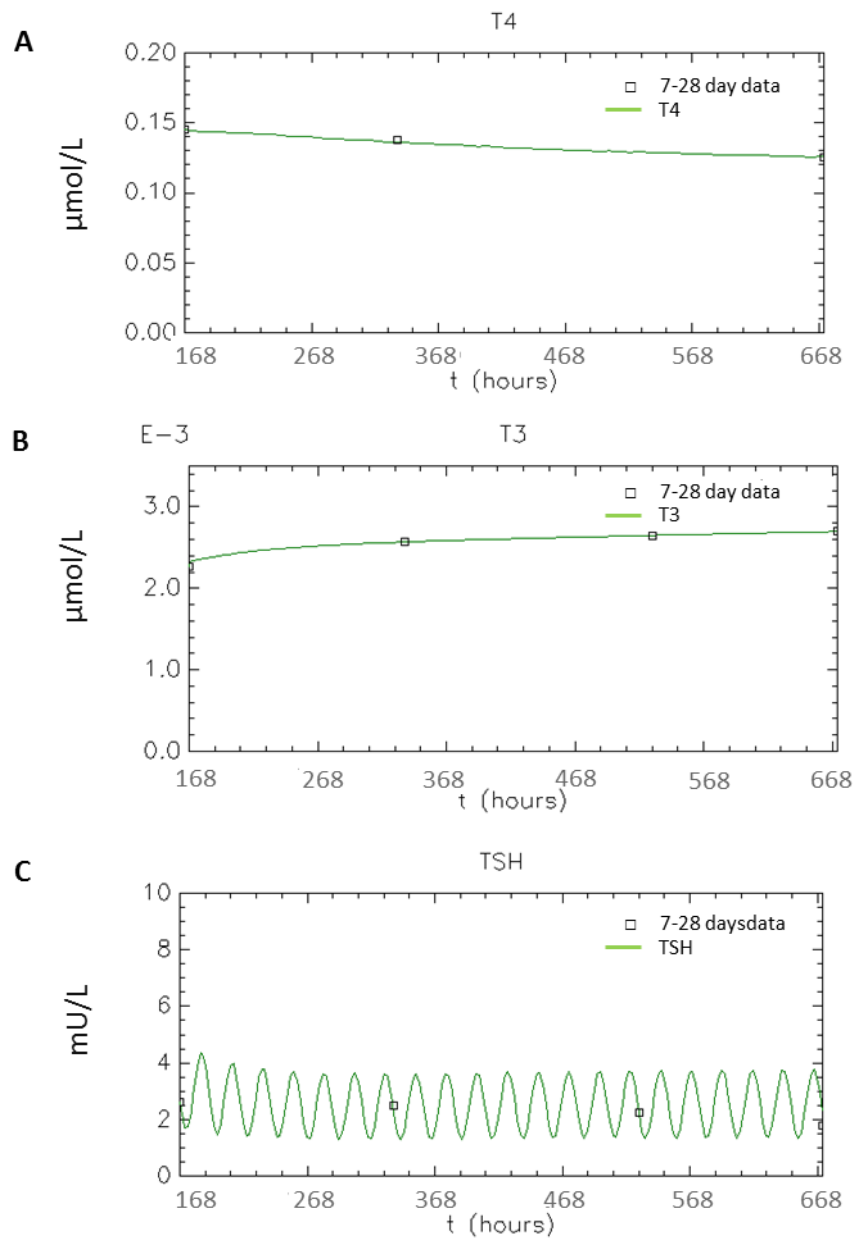 A
T4
0.20
0.15
0.10
0.05
0.00
µmol/L
7-28 day data
T4
168 268 368 468 568 668
t (hours)
B
E-3 T3
3.0
2.0
1.0
0.0
µmol/L
7-28 day data
T3
168 268 368 468 568 668
t (hours)
C
TSH
10
8
6
4
2
0
mU/L
7-28 daysdata
TSH
168 268 368 468 568 668
t (hours)